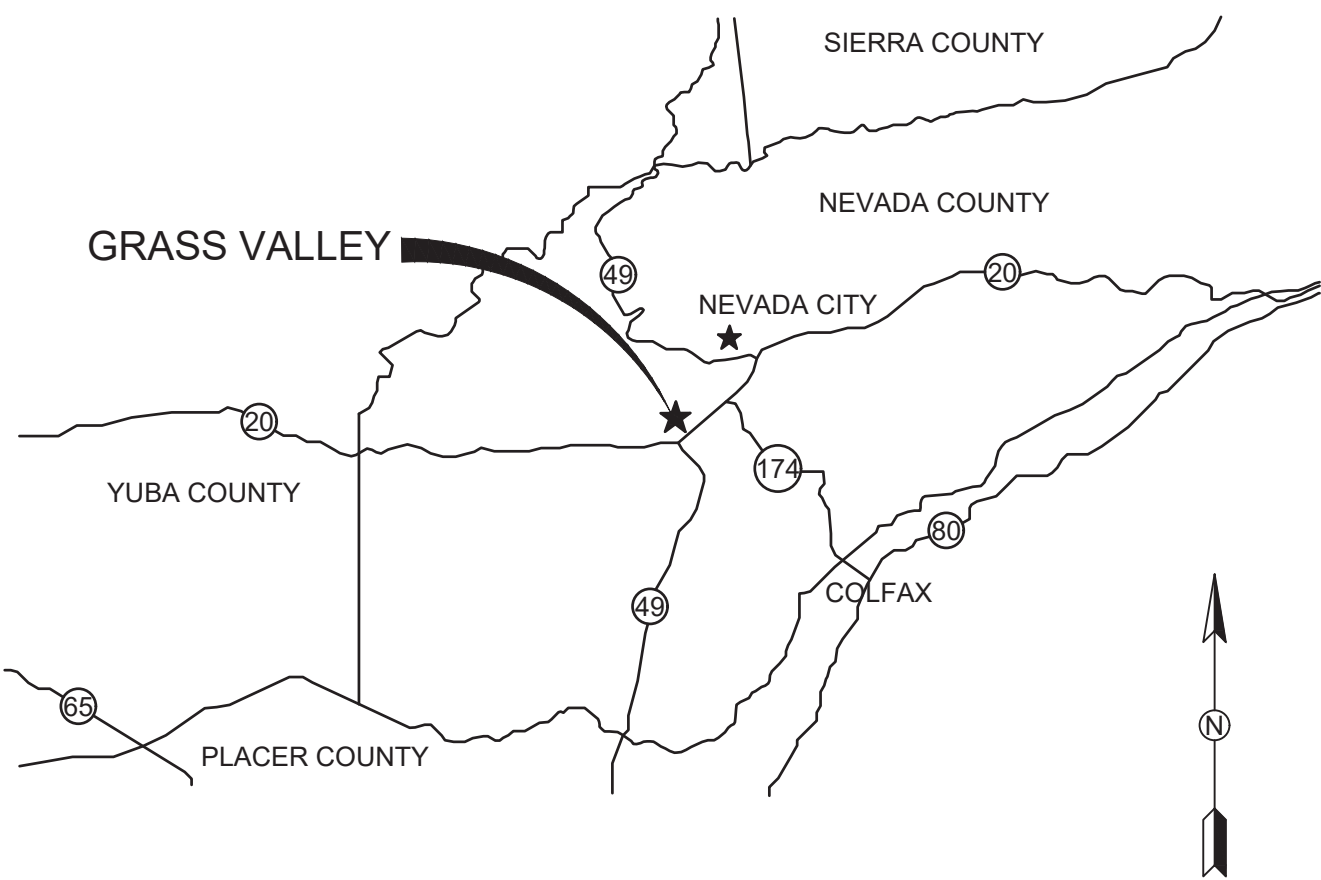 SIERRA COUNTY
NEVADA COUNTY
GRASS VALLEY
49
20
NEVADA CITY
20
174
YUBA COUNTY
80
COLFAX
49
65
N
PLACER COUNTY